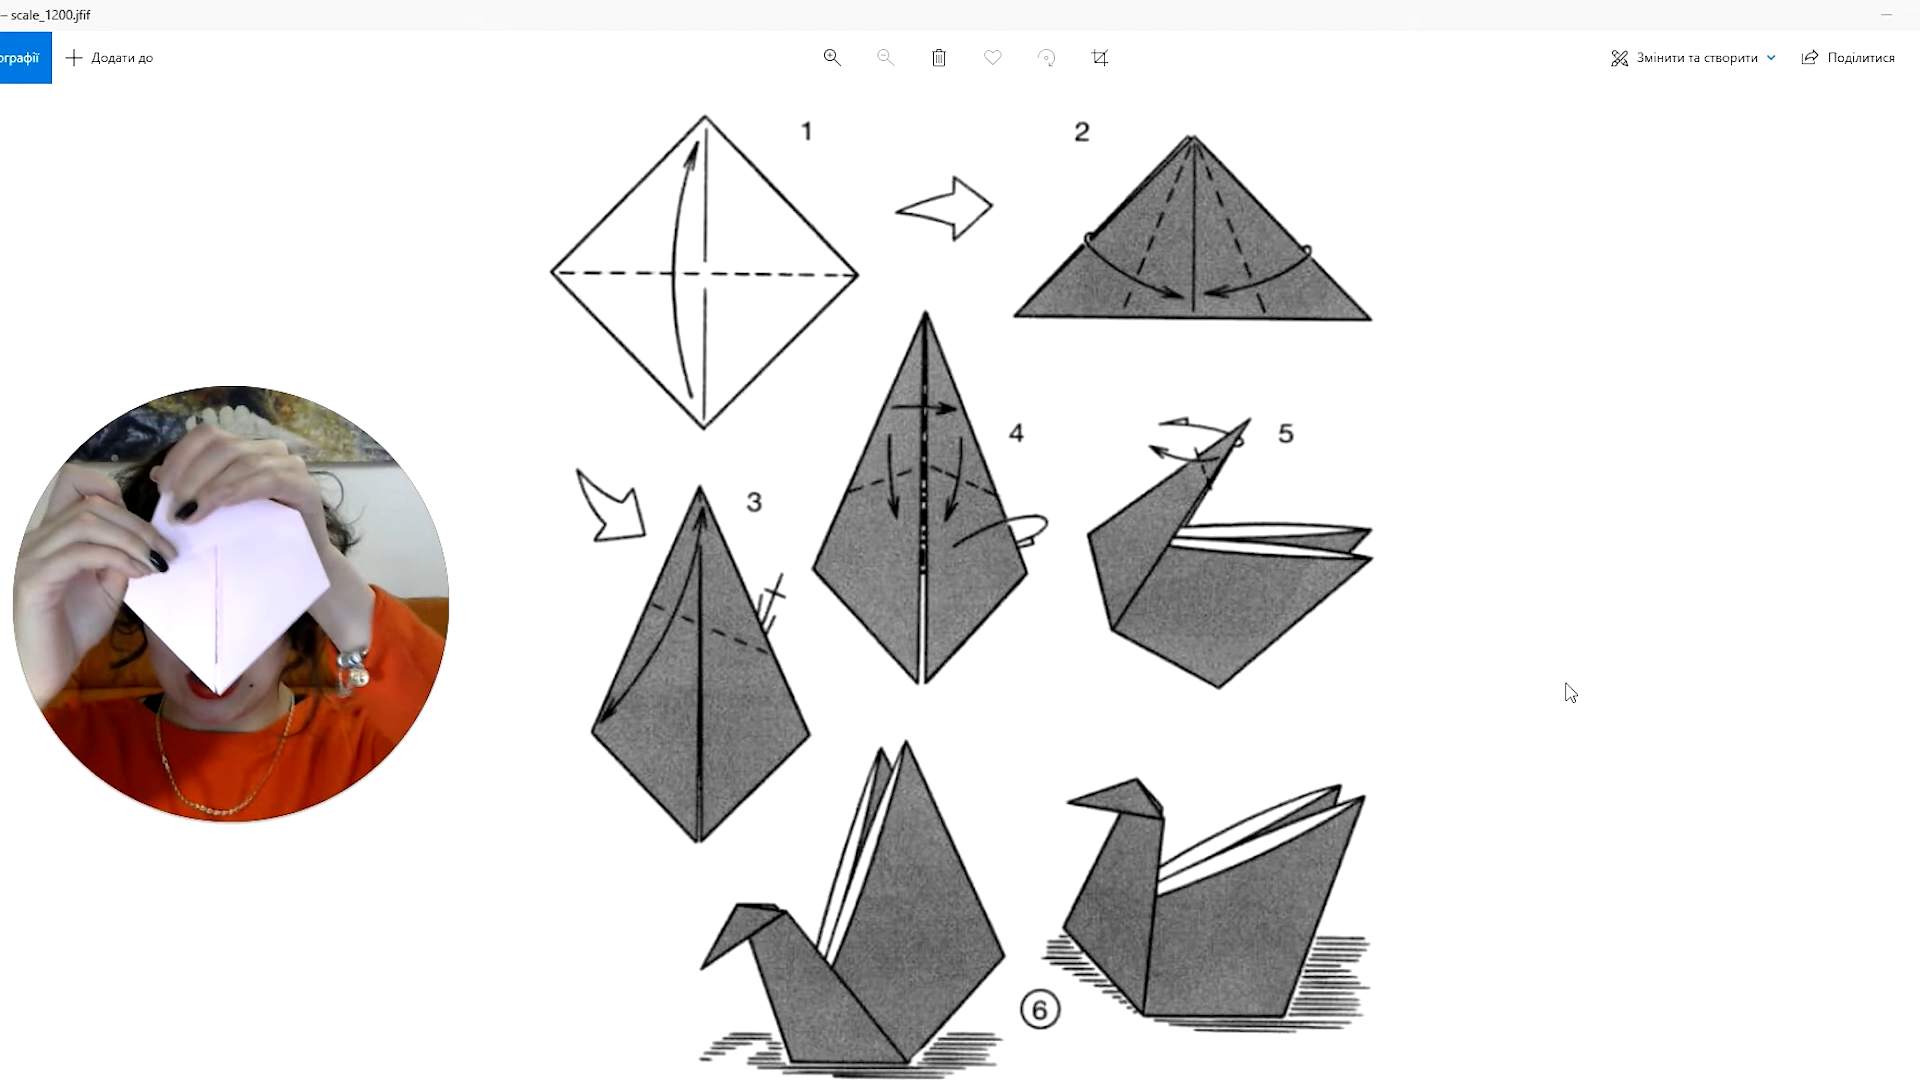 – scale_1200.jfif
ографії
Додати до
Змінити та створити
Поділитися
1
2
3
4
5
6